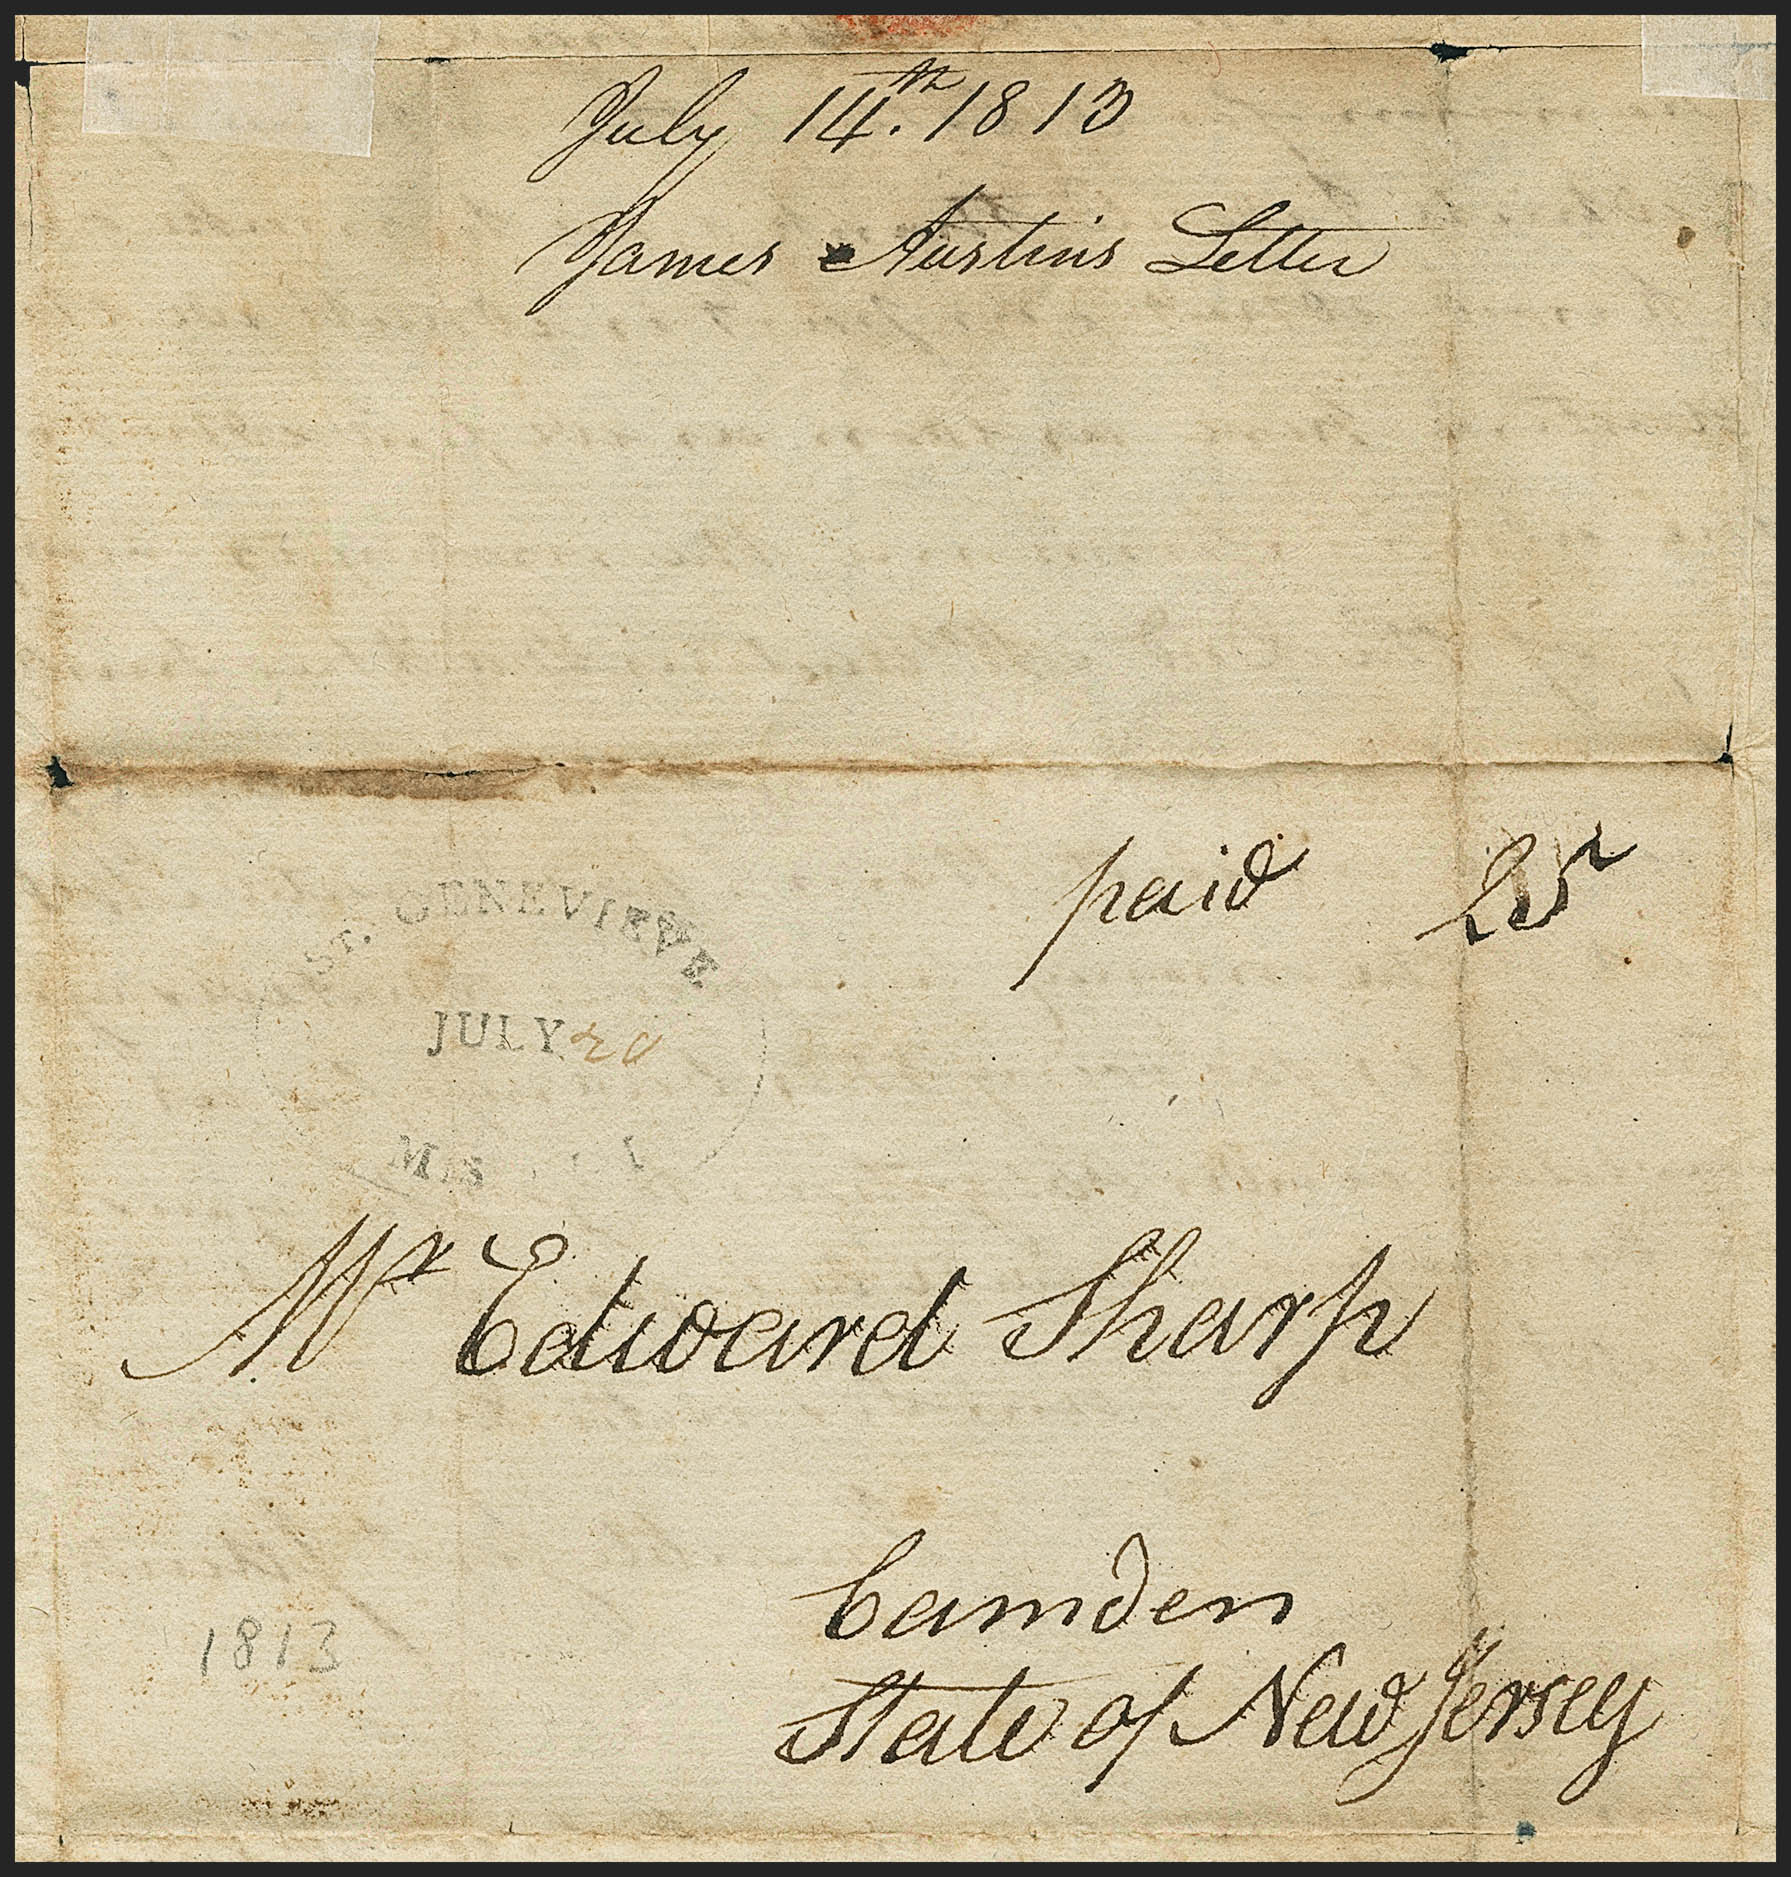 July 14th. 1813
James Austins Letter
paid 25
ST. GENEVIEVE
JULY 20
MIS
Mr Edward Sharp
Camden
State of New Jersey
1813